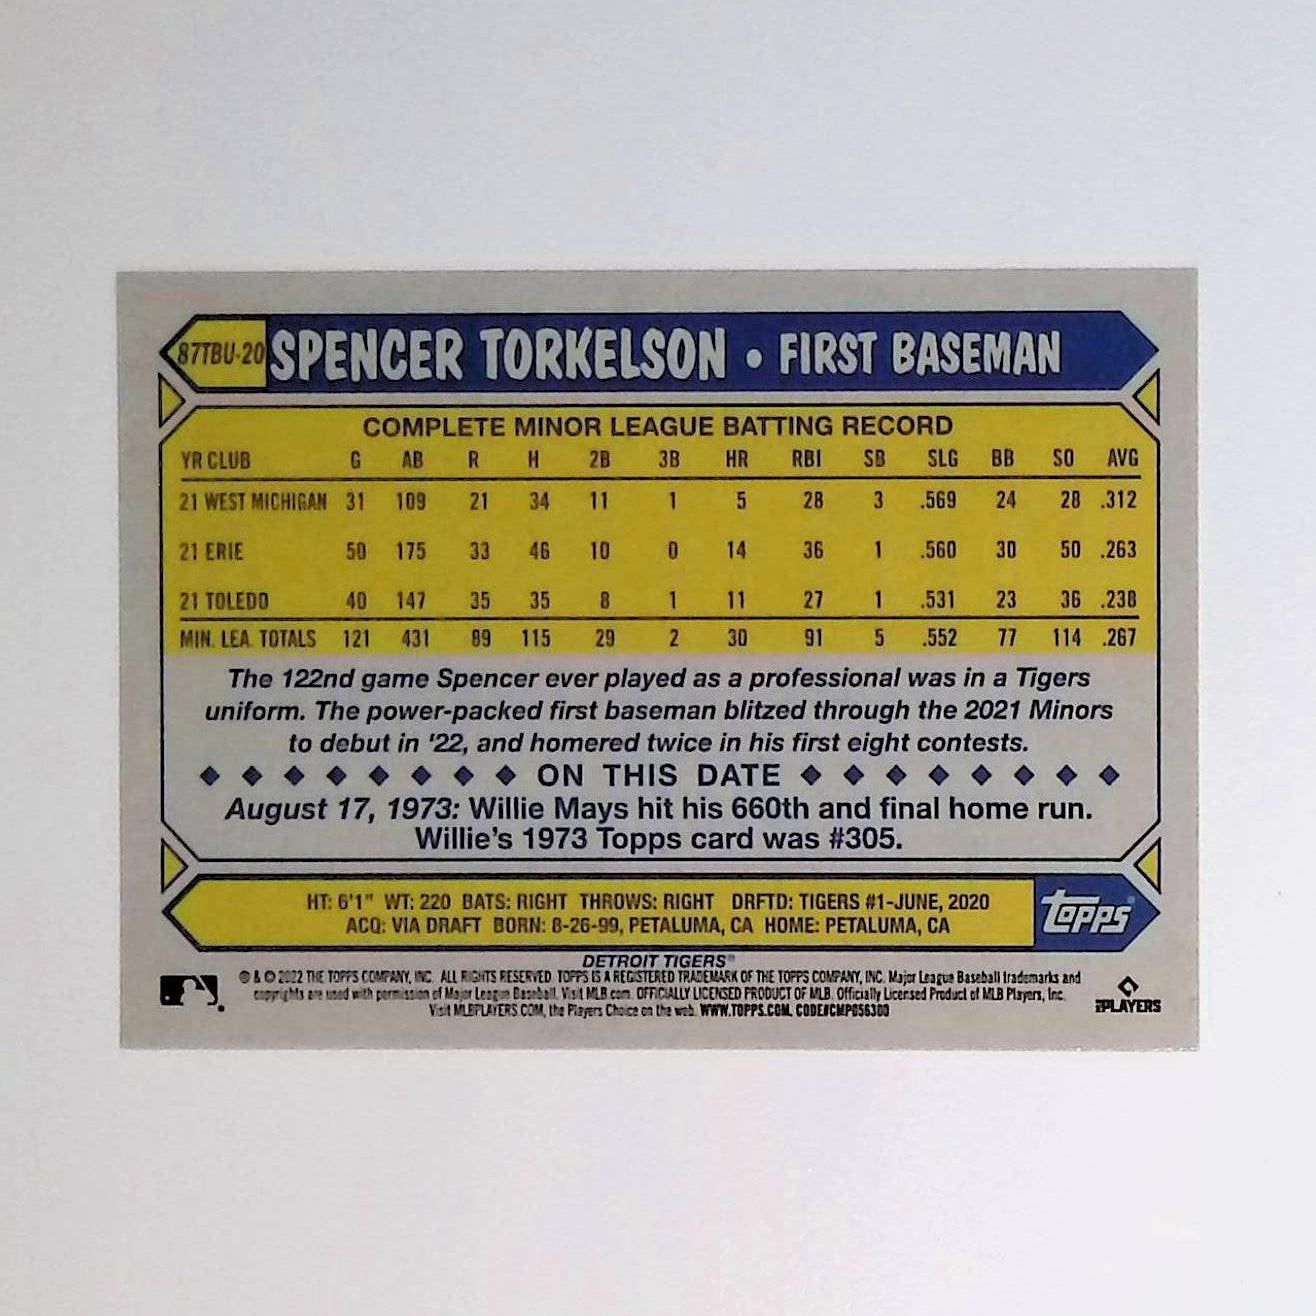 87TBU-20 SPENCER TORKELSON • FIRST BASEMAN
COMPLETE MINOR LEAGUE BATTING RECORD
YR CLUB G AB R H 2B 3B HR RBI SB SLG BB SO AVG
21 WEST MICHIGAN 31 109 21 34 11 1 5 28 3 .569 24 28 .312
21 ERIE 50 175 33 46 10 0 14 36 1 .560 30 50 .263
21 TOLEDO 40 147 35 35 8 1 11 27 1 .531 23 36 .238
MIN. LEA. TOTALS 121 431 89 115 29 2 30 91 5 .552 77 114 .267
The 122nd game Spencer ever played as a professional was in a Tigers
uniform. The power-packed first baseman blitzed through the 2021 Minors
to debut in '22, and homered twice in his first eight contests.
ON THIS DATE
August 17, 1973: Willie Mays hit his 660th and final home run.
Willie's 1973 Topps card was #305.
HT: 6'1" WT: 220 BATS: RIGHT THROWS: RIGHT DRFTD: TIGERS #1-JUNE, 2020
ACQ: VIA DRAFT BORN: 8-26-99, PETALUMA, CA HOME: PETALUMA, CA
topps
DETROIT TIGERS
® & © 2022 THE TOPPS COMPANY, INC. ALL RIGHTS RESERVED. TOPPS IS A REGISTERED TRADEMARK OF THE TOPPS COMPANY, INC. Major League Baseball trademarks and
copyrights are used with permission of Major League Baseball. Visit MLB.com. OFFICIALLY LICENSED PRODUCT OF MLB. Officially Licensed Product of MLB Players, Inc.
Visit MLBPLAYERS.COM, the Players Choice on the web. WWW.TOPPS.COM. CODE#CMP056300
PLAYERS